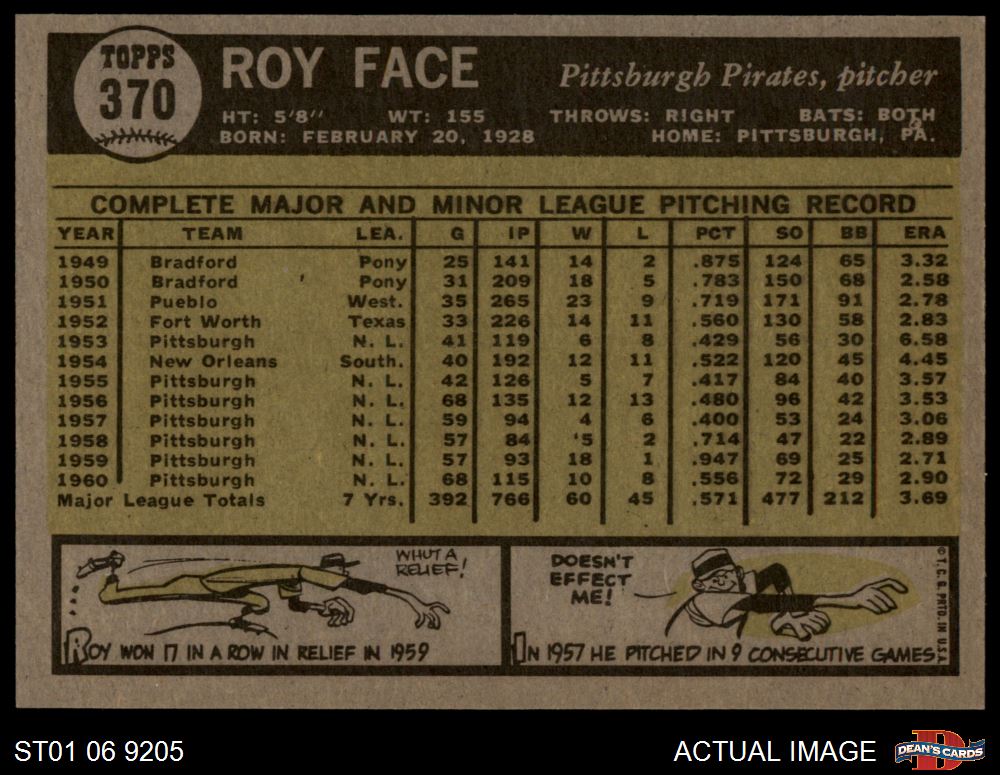 TOPPS
370
ROY FACE
Pittsburgh Pirates, pitcher
HT: 5'8'' WT: 155 THROWS: RIGHT BATS: BOTH
BORN: FEBRUARY 20, 1928 HOME: PITTSBURGH, PA.
COMPLETE MAJOR AND MINOR LEAGUE PITCHING RECORD
YEAR TEAM LEA. G IP W L PCT SO BB ERA
1949 Bradford Pony 25 141 14 2 .875 124 65 3.32
1950 Bradford Pony 31 209 18 5 .783 150 68 2.58
1951 Pueblo West. 35 265 23 9 .719 171 91 2.78
1952 Fort Worth Texas 33 226 14 11 .560 130 58 2.83
1953 Pittsburgh N. L. 41 119 6 8 .429 56 30 6.58
1954 New Orleans South. 40 192 12 11 .522 120 45 4.45
1955 Pittsburgh N. L. 42 126 5 7 .417 84 40 3.57
1956 Pittsburgh N. L. 68 135 12 13 .480 96 42 3.53
1957 Pittsburgh N. L. 59 94 4 6 .400 53 24 3.06
1958 Pittsburgh N. L. 57 84 5 2 .714 47 22 2.89
1959 Pittsburgh N. L. 57 93 18 1 .947 69 25 2.71
1960 Pittsburgh N. L. 68 115 10 8 .556 72 29 2.90
Major League Totals 7 Yrs. 392 766 60 45 .571 477 212 3.69
WHUT A
RELIEF!
ROY WON 17 IN A ROW IN RELIEF IN 1959
DOESN'T
EFFECT
ME!
IN 1957 HE PITCHED IN 9 CONSECUTIVE GAMES.
© T. C. G. PRTD. IN U.S.A.
ST01 06 9205
ACTUAL IMAGE
D
DEAN'S CARDS